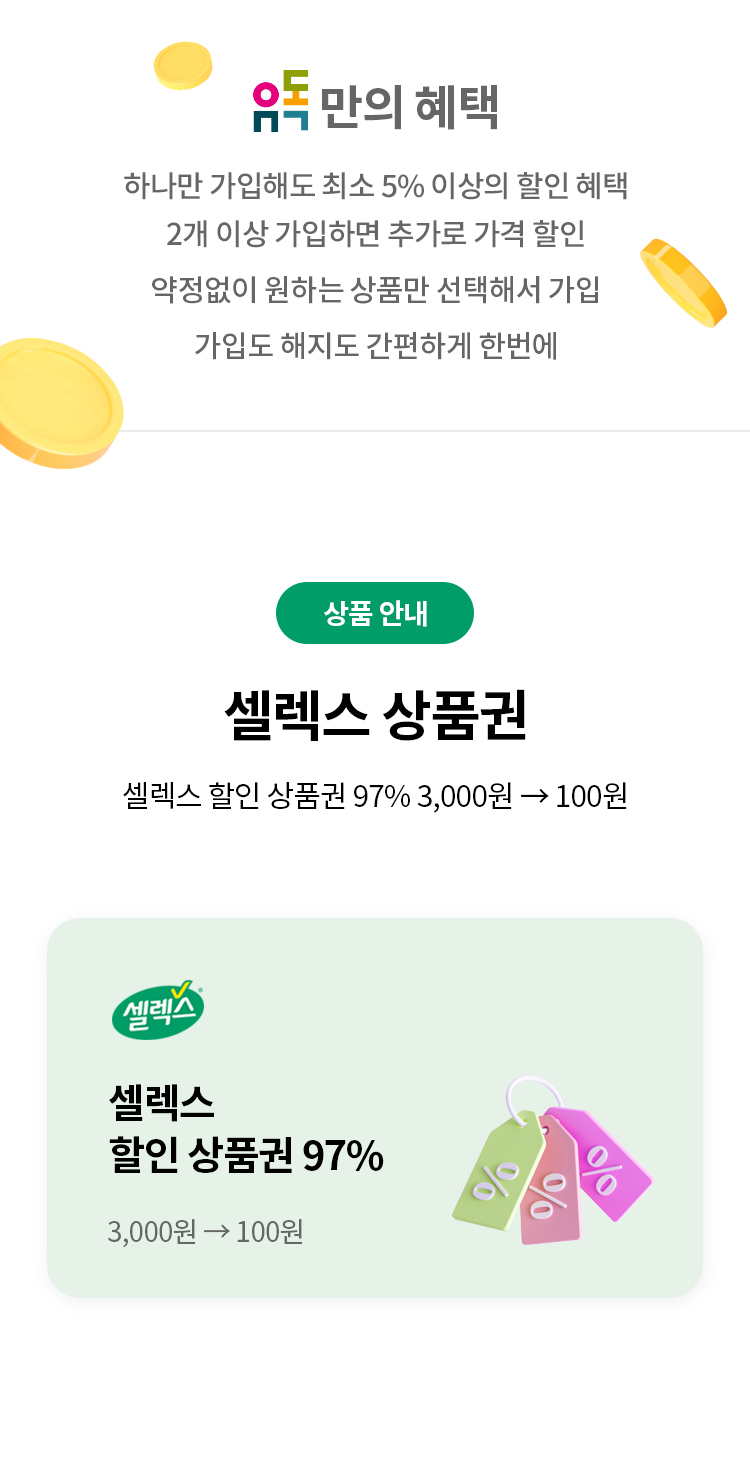 유독만의 혜택
하나만 가입해도 최소 5% 이상의 할인 혜택
2개 이상 가입하면 추가로 가격 할인
약정없이 원하는 상품만 선택해서 가입
가입도 해지도 간편하게 한번에
상품 안내
셀렉스 상품권
셀렉스 할인 상품권 97% 3,000원 → 100원
셀렉스
셀렉스
할인 상품권 97%
3,000원 → 100원
%
%
%